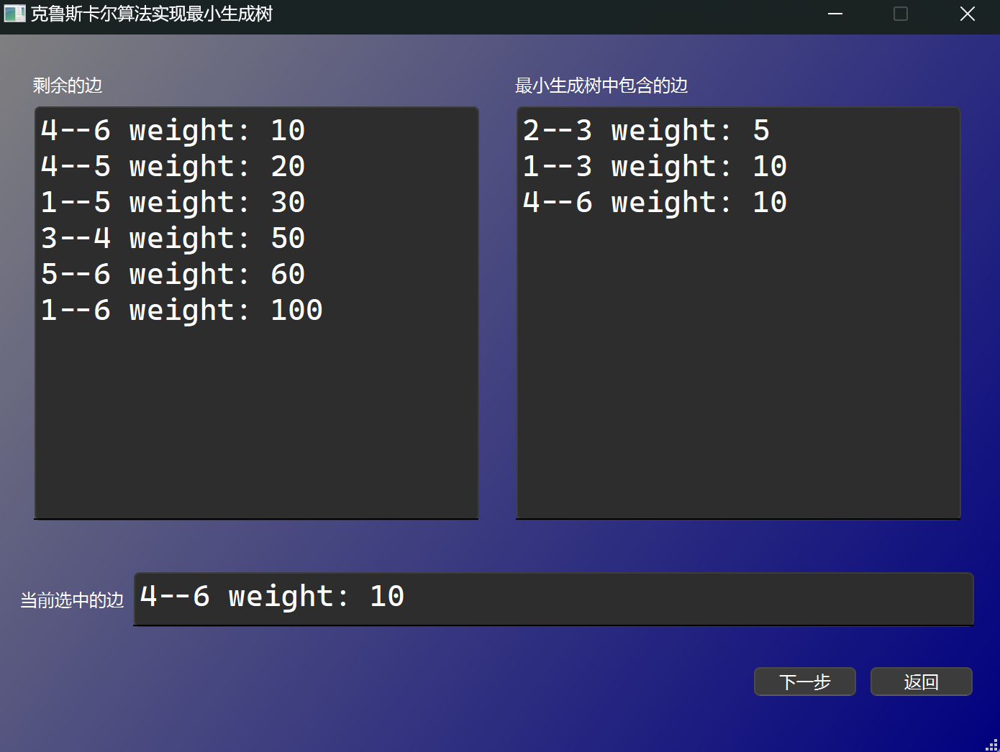 克鲁斯卡尔算法实现最小生成树
剩余的边
4--6 weight: 10
4--5 weight: 20
1--5 weight: 30
3--4 weight: 50
5--6 weight: 60
1--6 weight: 100
最小生成树中包含的边
2--3 weight: 5
1--3 weight: 10
4--6 weight: 10
当前选中的边
4--6 weight: 10
下一步
返回